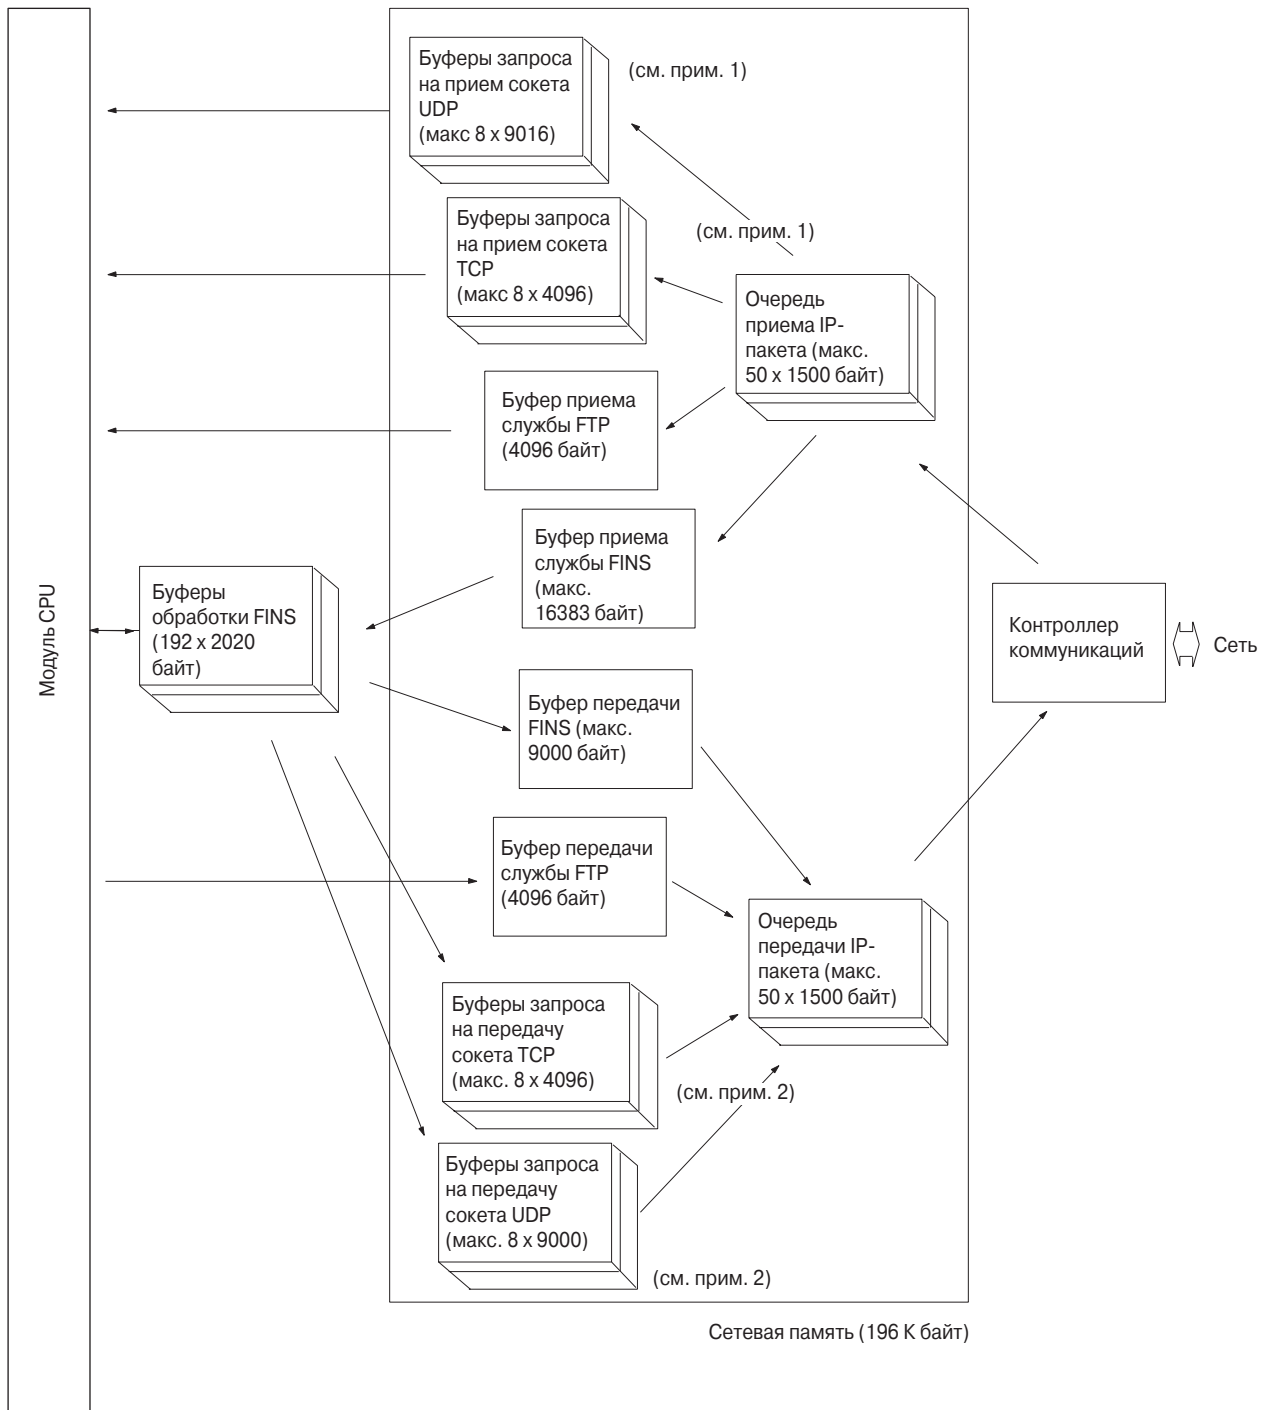 Буферы запроса
на прием сокета
UDP
(макс 8 x 9016)
(см. прим. 1)
Буферы запроса
на прием сокета
TCP
(макс 8 x 4096)
(см. прим. 1)
Очередь
приема IP-
пакета (макс.
50 x 1500 байт)
Буфер приема
службы FTP
(4096 байт)
Буфер приема
службы FINS
(макс.
16383 байт)
Модуль CPU
Буферы
обработки FINS
(192 x 2020
байт)
Контроллер
коммуникаций
Сеть
Буфер передачи
FINS (макс.
9000 байт)
Буфер передачи
службы FTP
(4096 байт)
Очередь
передачи IP-
пакета (макс.
50 x 1500 байт)
Буферы запроса
на передачу
сокета TCP
(макс. 8 x 4096)
(см. прим. 2)
Буферы запроса
на передачу
сокета UDP
(макс. 8 x 9000)
(см. прим. 2)
Сетевая память (196 К байт)